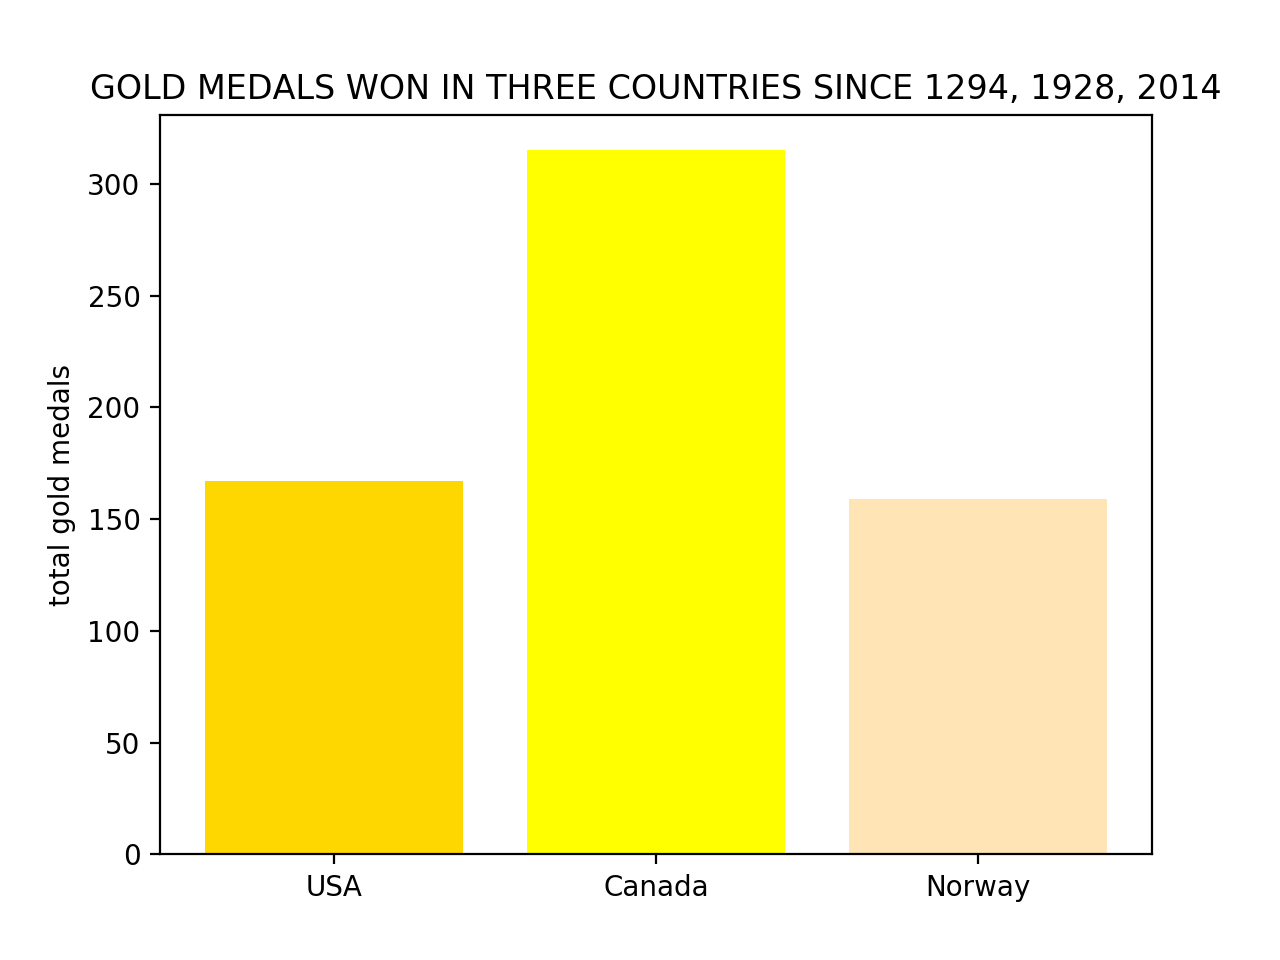 GOLD MEDALS WON IN THREE COUNTRIES SINCE 1294, 1928, 2014
300
250
200
150
100
50
0
total gold medals
USA Canada Norway